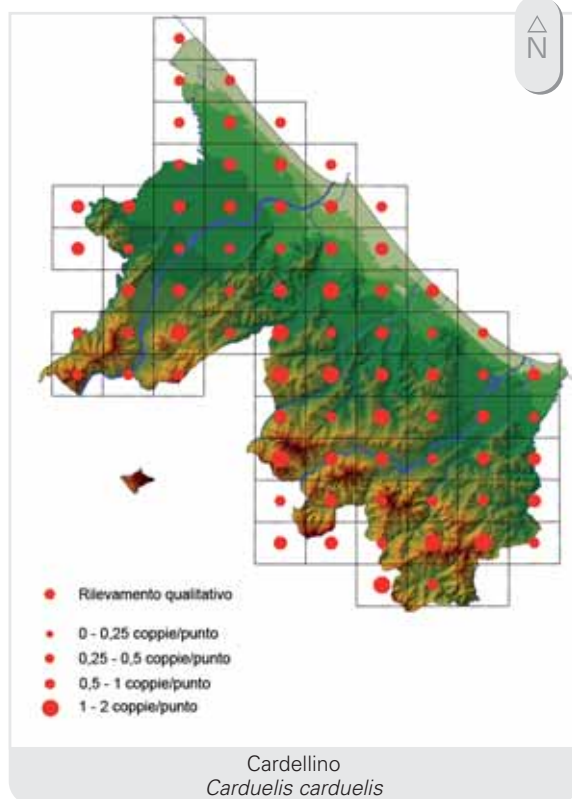 N
Rilevamento qualitativo
0 - 0,25 coppie/punto
0,25 - 0,5 coppie/punto
0,5 - 1 coppie/punto
1 - 2 coppie/punto
Cardellino
Carduelis carduelis